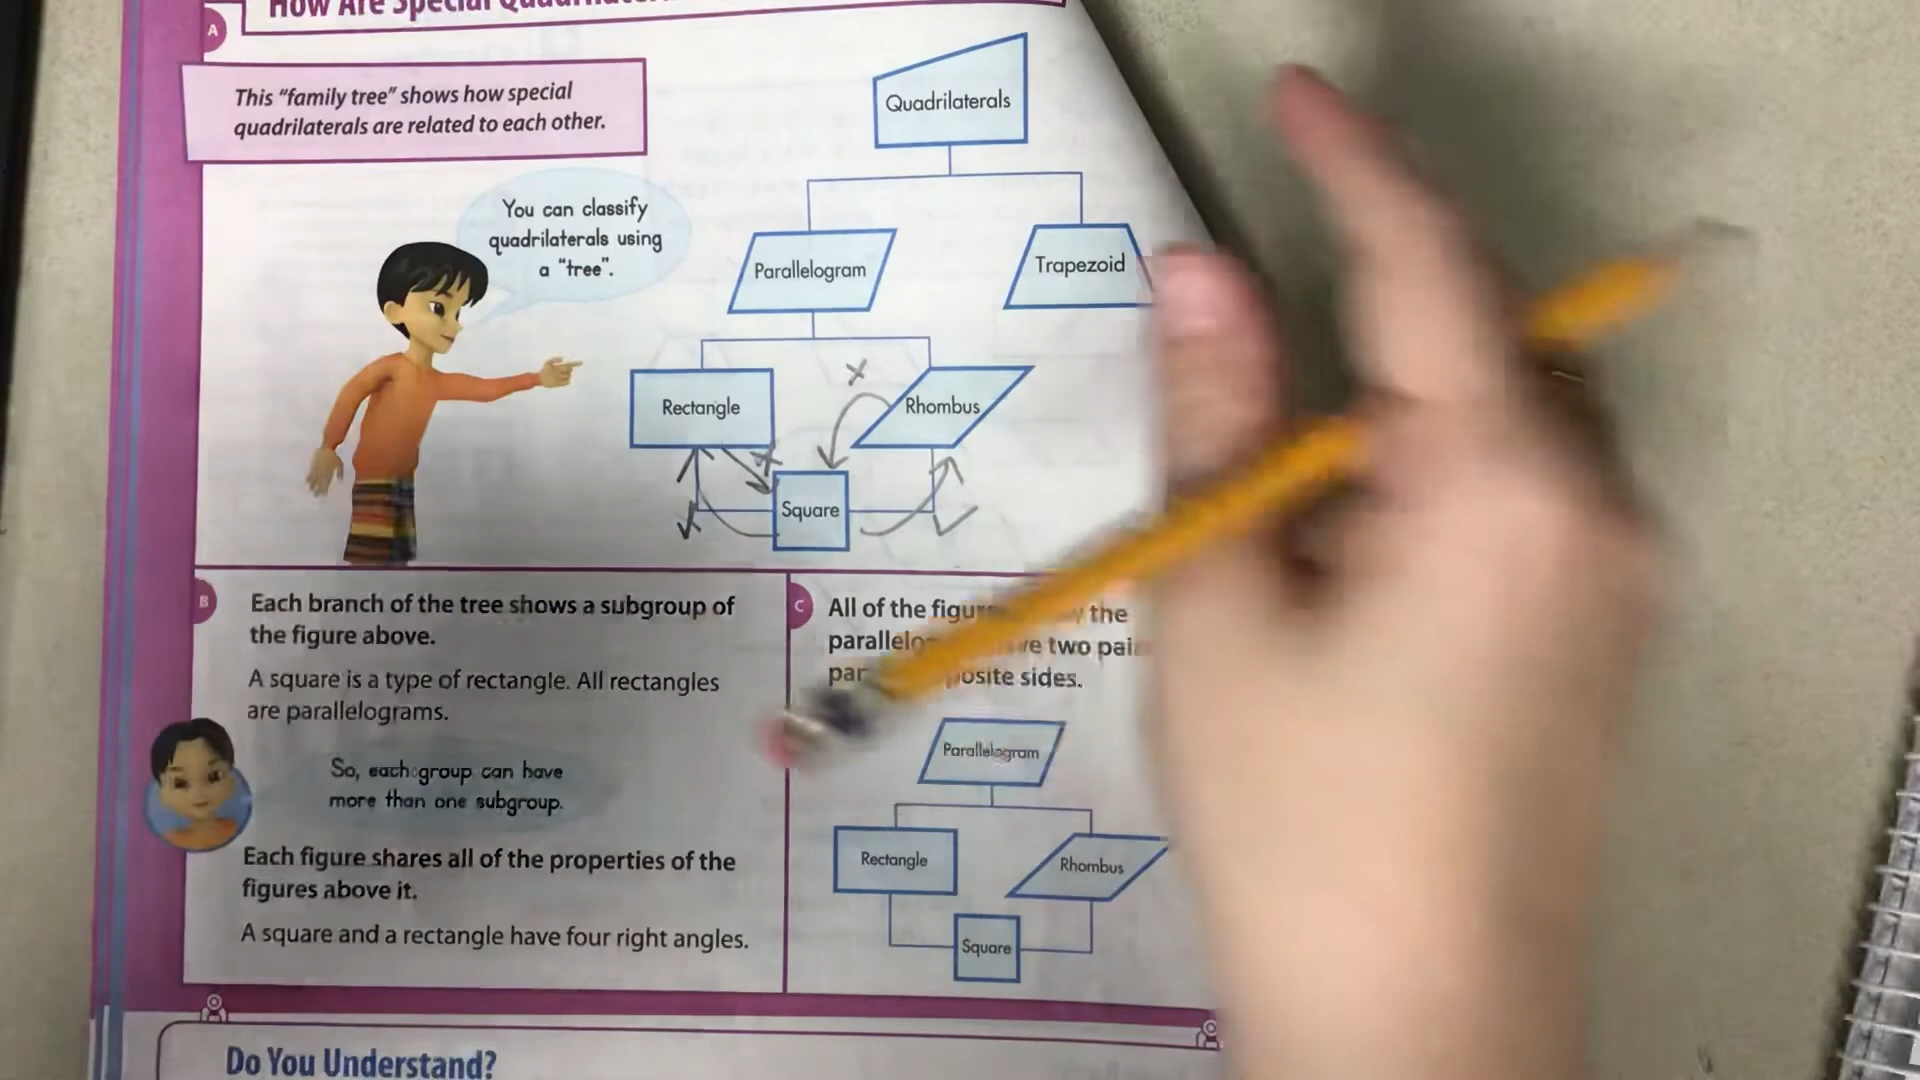 How Are Special
A
This "family tree" shows how special
quadrilaterals are related to each other.
You can classify
quadrilaterals using
a "tree".
Quadrilaterals
Parallelogram
Trapezoid
Rectangle
Rhombus
Square
B
Each branch of the tree shows a subgroup of
the figure above.
A square is a type of rectangle. All rectangles
are parallelograms.
So, each group can have
more than one subgroup.
Each figure shares all of the properties of the
figures above it.
A square and a rectangle have four right angles.
C
All of the the
two
sides.
Parallelogram
Rectangle
Rhombus
Square
Do You Understand?